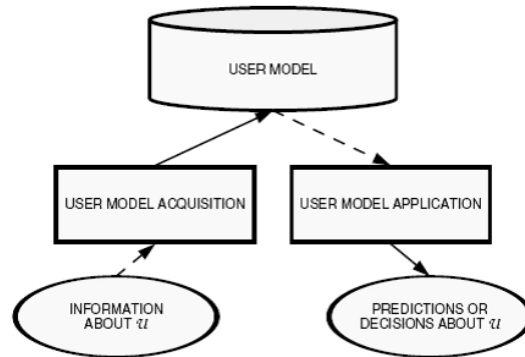 USER MODEL
USER MODEL ACQUISITION
USER MODEL APPLICATION
INFORMATION
ABOUT 𝒰
PREDICTIONS OR
DECISIONS ABOUT 𝒰